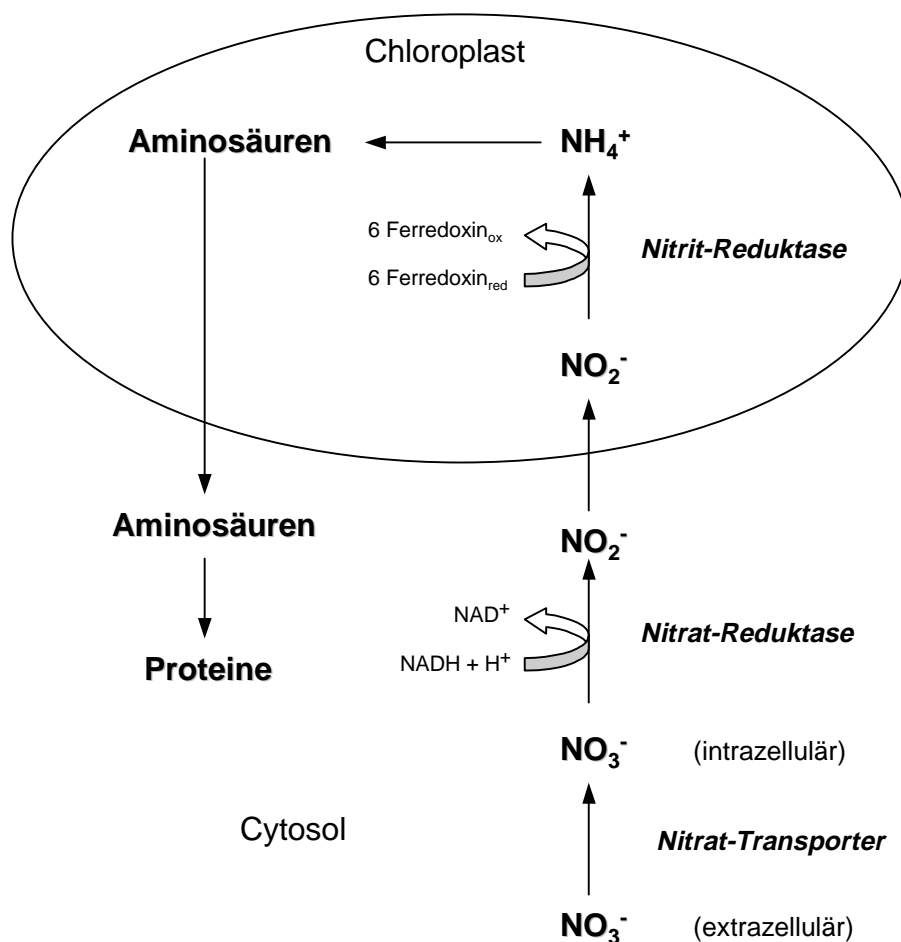 Chloroplast
Aminosäuren
NH₄⁺
6 Ferredoxinₒₓ
6 Ferredoxin_red
Nitrit-Reduktase
NO₂⁻
Aminosäuren
NO₂⁻
NAD⁺
NADH + H⁺
Nitrat-Reduktase
Proteine
NO₃⁻ (intrazellulär)
Cytosol
Nitrat-Transporter
NO₃⁻ (extrazellulär)